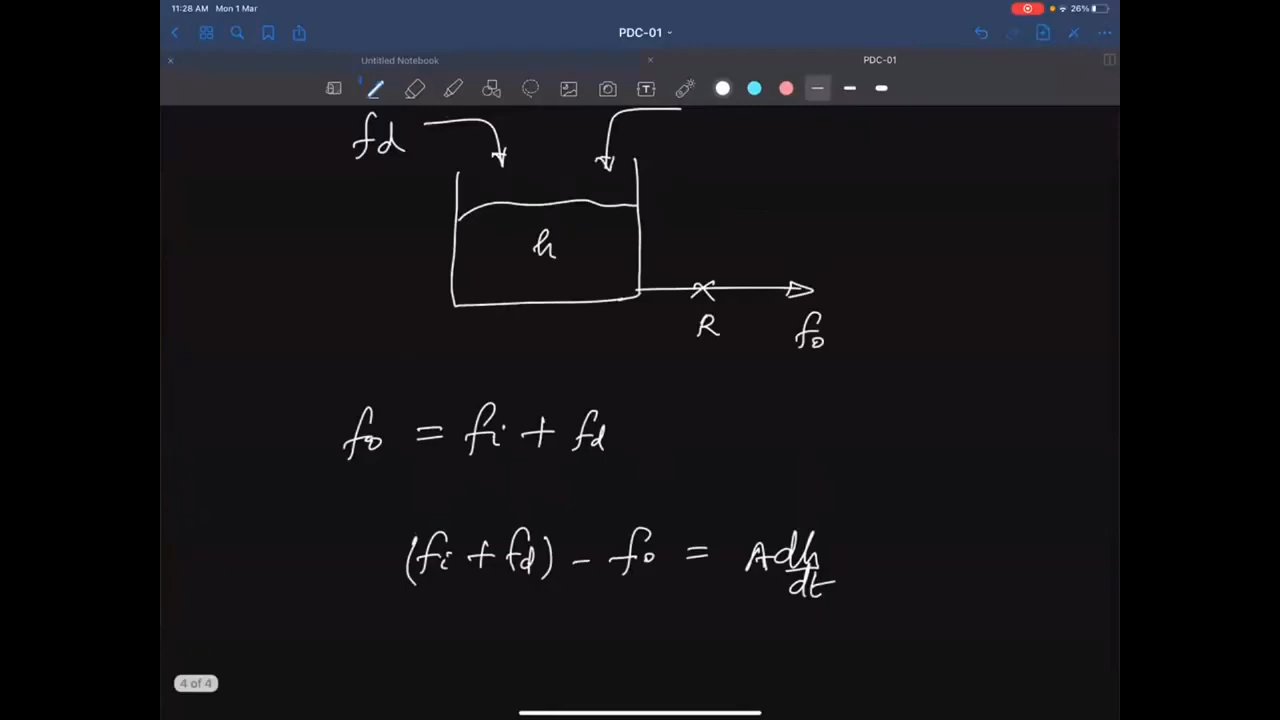 11:28 AM Mon 1 Mar
26%
PDC-01
Untitled Notebook
PDC-01
T
fd
h
R
fo
fo = fi + fd
(fi + fd) - fo = A dh/dt
4 of 4